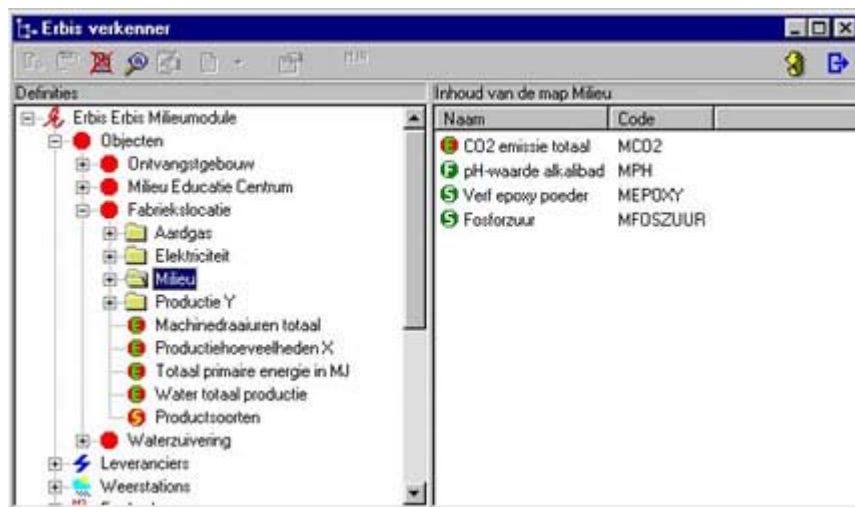 Erbis verkenner
MJR
Definities
Inhoud van de map Milieu
Erbis Erbis Milieumodule
Objecten
Ontvangstgebouw
Milieu Educatie Centrum
Fabriekslocatie
Aardgas
Elektriciteit
Milieu
Productie Y
Machinedraaiuren totaal
Productiehoeveelheden X
Totaal primaire energie in MJ
Water totaal productie
Productsoorten
Waterzuivering
Leveranciers
Weerstations
Naam Code
CO2 emissie totaal MCO2
pH-waarde alkalibad MPH
Verf epoxy poeder MEPOXY
Fosforzuur MFOSZUUR